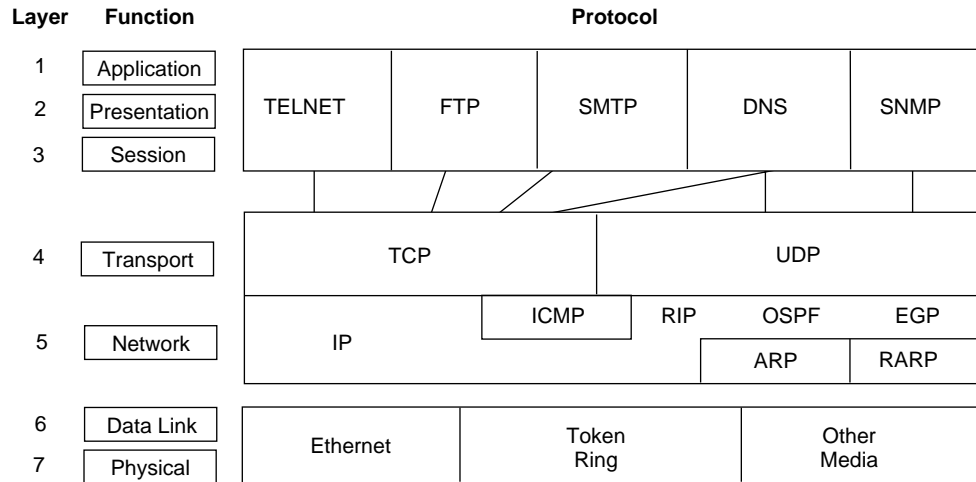 Layer Function Protocol
1 Application
2 Presentation TELNET FTP SMTP DNS SNMP
3 Session
4 Transport TCP UDP
ICMP RIP OSPF EGP
5 Network IP
ARP RARP
6 Data Link
Ethernet Token Ring Other Media
7 Physical